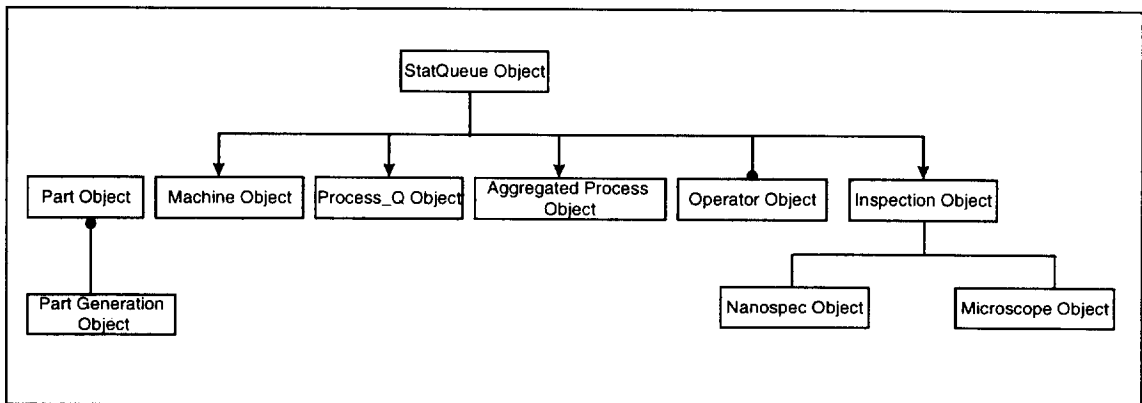 StatQueue Object
Part Object
Machine Object
Process_Q Object
Aggregated Process
Object
Operator Object
Inspection Object
Part Generation
Object
Nanospec Object
Microscope Object